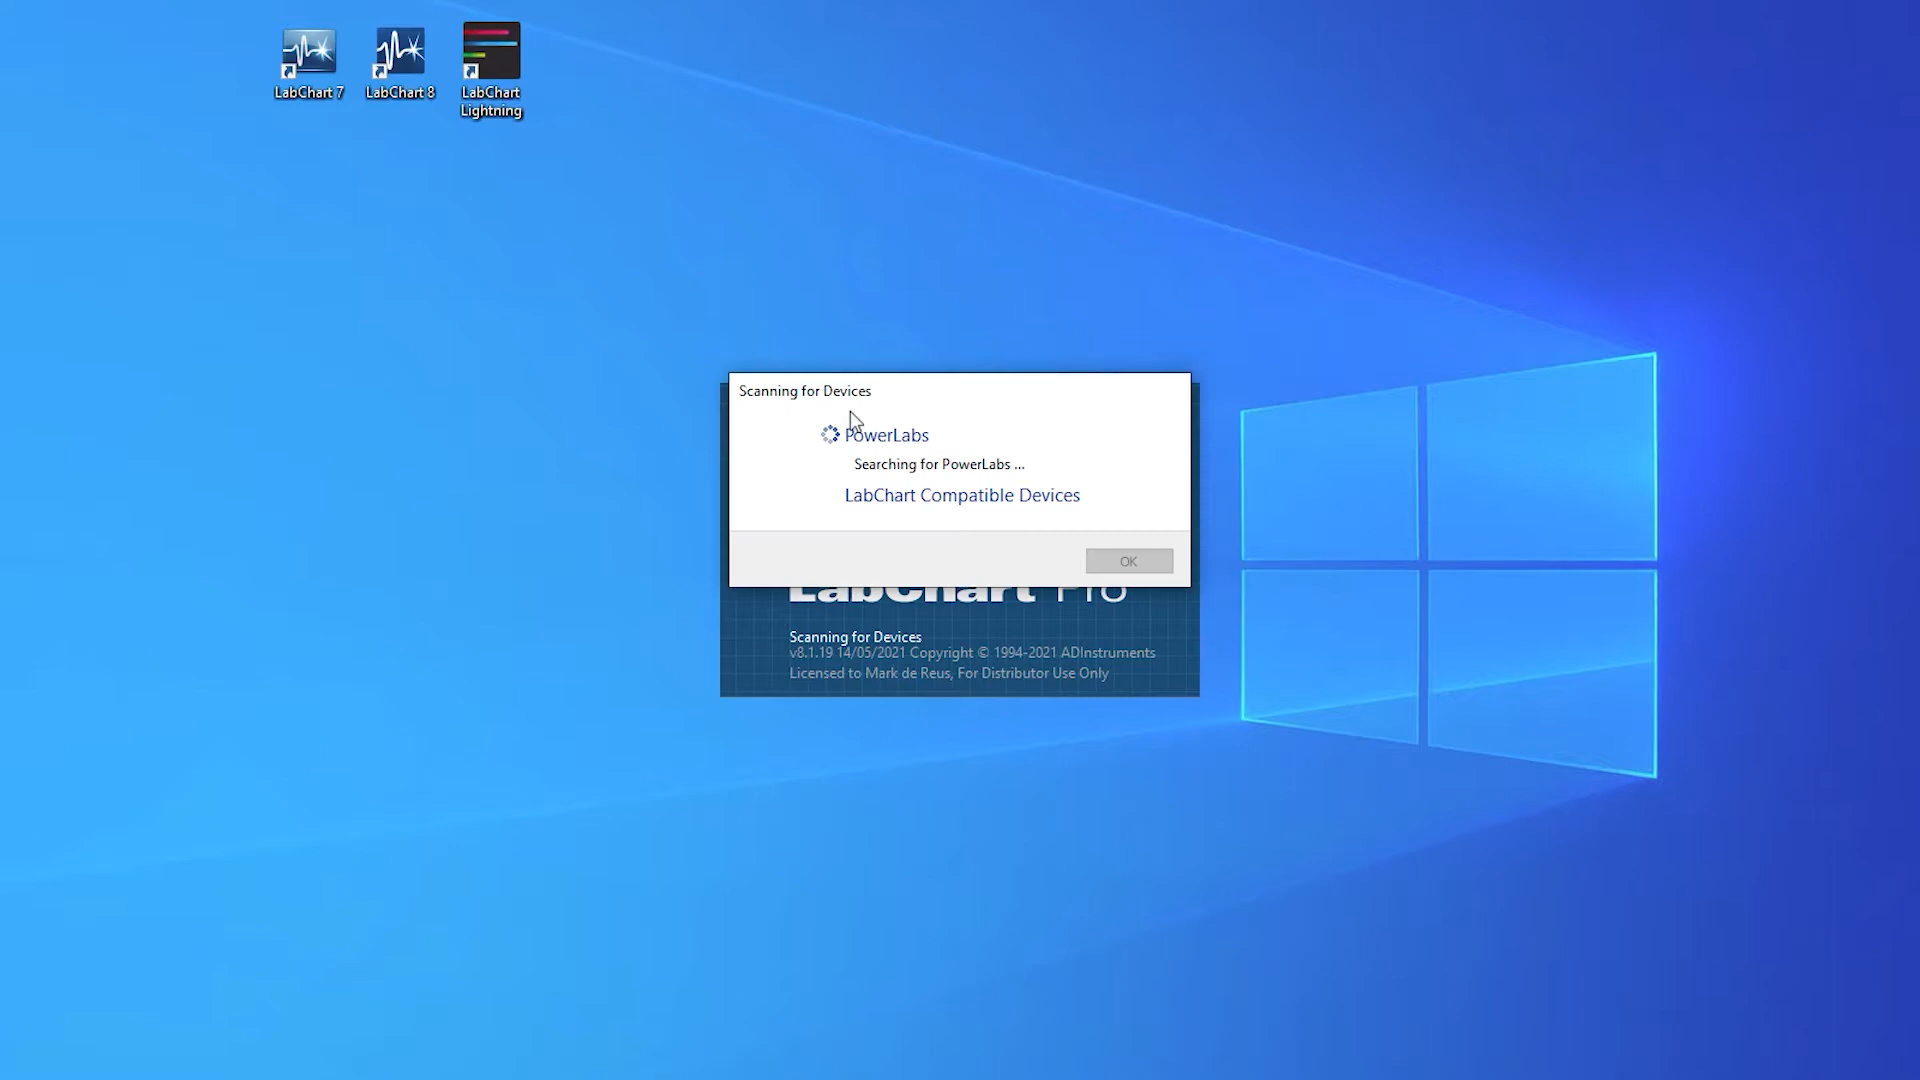 LabChart 7
LabChart 8
LabChart
Lightning
Scanning for Devices
PowerLabs
Searching for PowerLabs ...
LabChart Compatible Devices
OK
LabChart Pro
Scanning for Devices
v8.1.19 14/05/2021 Copyright © 1994-2021 ADInstruments
Licensed to Mark de Reus, For Distributor Use Only